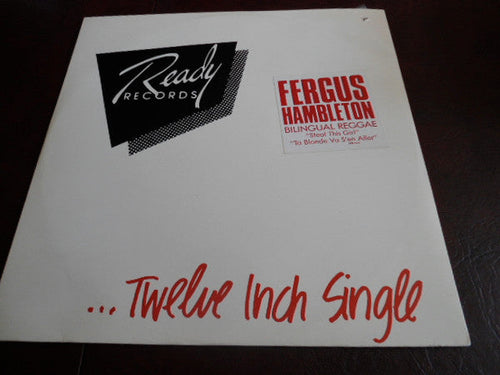 Ready
RECORDS
FERGUS
HAMBLETON
BILINGUAL REGGAE
"Steal This Girl"
"Ta Blonde Va S'en Aller"
... Twelve Inch Single